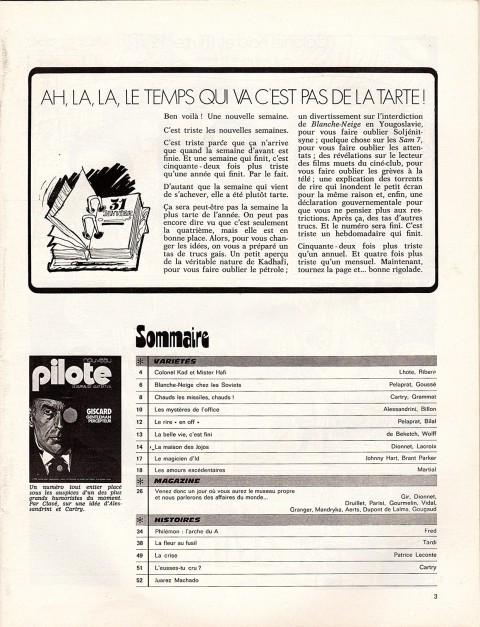 AH, LA, LA, LE TEMPS QUI VA C'EST PAS DE LA TARTE !
Ben voilà ! Une nouvelle semaine.
C'est triste les nouvelles semaines.
C'est triste parce que ça n'arrive
que quand la semaine d'avant est
finie. Et une semaine qui finit, c'est
cinquante-deux fois plus triste
qu'une année qui finit. Par le fait.
D'autant que la semaine qui vient
de s'achever, elle a été plutôt tarte.
Ça sera peut-être pas la semaine la
plus tarte de l'année. On peut pas
encore dire vu que c'est seulement
la quatrième, mais elle est en
bonne place. Alors, pour vous chan-
ger les idées, on vous a préparé un
tas de trucs gais. Un petit aperçu
de la véritable nature de Kadhafi,
pour vous faire oublier le pétrole ;
un divertissement sur l'interdiction
de Blanche-Neige en Yougoslavie,
pour vous faire oublier Soljénit-
syne ; quelque chose sur les Sam 7,
pour vous faire oublier les atten-
tats ; des révélations sur le lecteur
des films muets du ciné-club, pour
vous faire oublier les grèves à la
télé ; une explication des torrents
de rire qui inondent le petit écran
pour la même raison et, enfin, une
déclaration gouvernementale pour
que vous ne pensiez plus aux res-
trictions. Après ça, des tas d'autres
trucs. Et le numéro sera fini. C'est
triste un hebdomadaire qui finit.
Cinquante-deux fois plus triste
qu'un annuel. Et quatre fois plus
triste qu'un mensuel. Maintenant,
tournez la page et... bonne rigolade.
31
JANVIER
Sommaire
VARIÉTÉS
4 Colonel Kad et Mister Hafi Lhote, Ribera
6 Blanche-Neige chez les Soviets Pelaprat, Goussé
8 Chauds les missiles, chauds ! Cartry, Grammat
10 Les mystères de l'office Alessandrini, Billon
12 Le rire « en off » Pelaprat, Bilal
13 La belle vie, c'est fini de Beketch, Wolff
14 La maison des Jojos Dionnet, Lacroix
17 Le magicien d'Id Johnny Hart, Brant Parker
18 Les amours excédentaires Martial
MAGAZINE
26 Venez donc un jour où vous aurez le museau propre
et nous parlerons des affaires du monde...
Gir, Dionnet,
Druillet, Parisi, Gourmelin, Vidal,
Granger, Mandryka, Aerts, Dupont de Lalma, Gougaud
HISTOIRES
34 Philémon : l'arche du A Fred
38 La fleur au fusil Tardi
49 La crise Patrice Leconte
51 L'eusses-tu cru ? Cartry
52 Juarez Machado
nouveau
pilote
GISCARD
GENTLEMAN
PERCEPTEUR
Un numéro tout entier placé
sous les auspices d'un des plus
grands humoristes du moment.
Par Clavé, sur une idée d'Ales-
sandrini et Cartry.
3